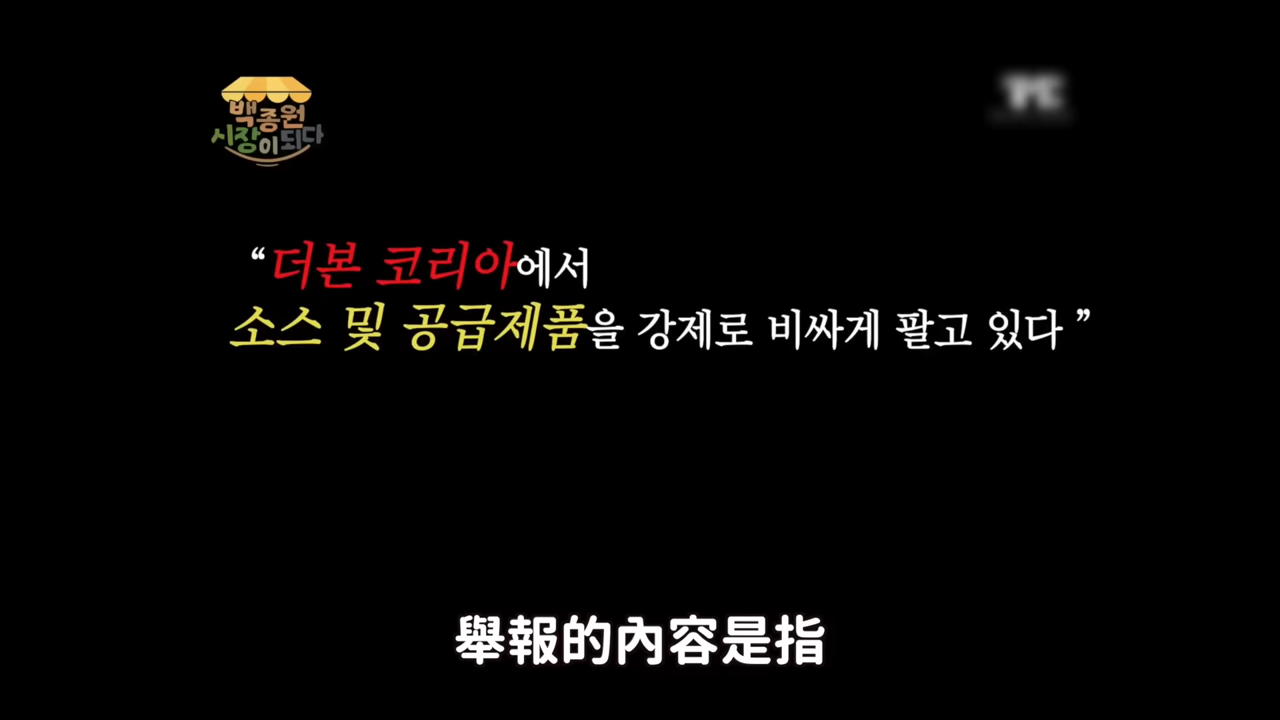 백종원
시장이되다
“더본 코리아에서
소스 및 공급제품을 강제로 비싸게 팔고 있다”
舉報的內容是指